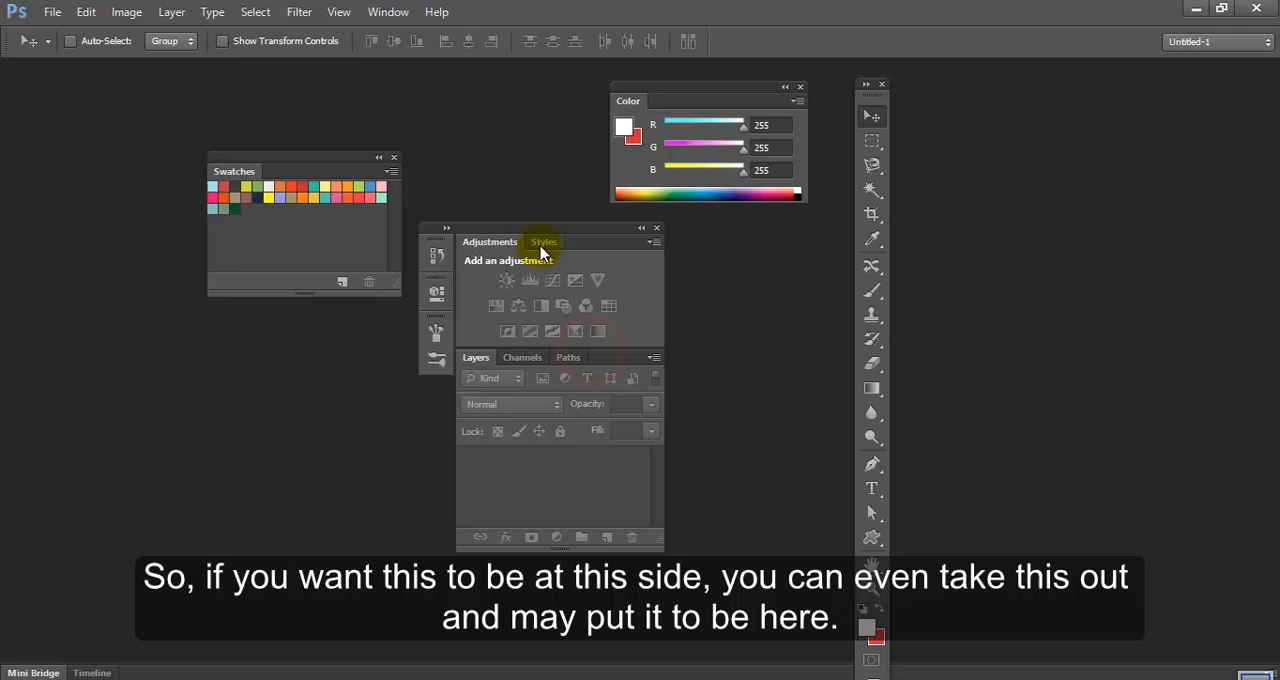 Ps File Edit Image Layer Type Select Filter View Window Help
Auto-Select: Group Show Transform Controls Untitled-1
Color
R 255
G 255
B 255
Swatches
Adjustments Styles
Add an adjustment
Layers Channels Paths
Kind T
Normal Opacity:
Lock: Fill:
fx
T
So, if you want this to be at this side, you can even take this out
and may put it to be here.
Mini Bridge Timeline